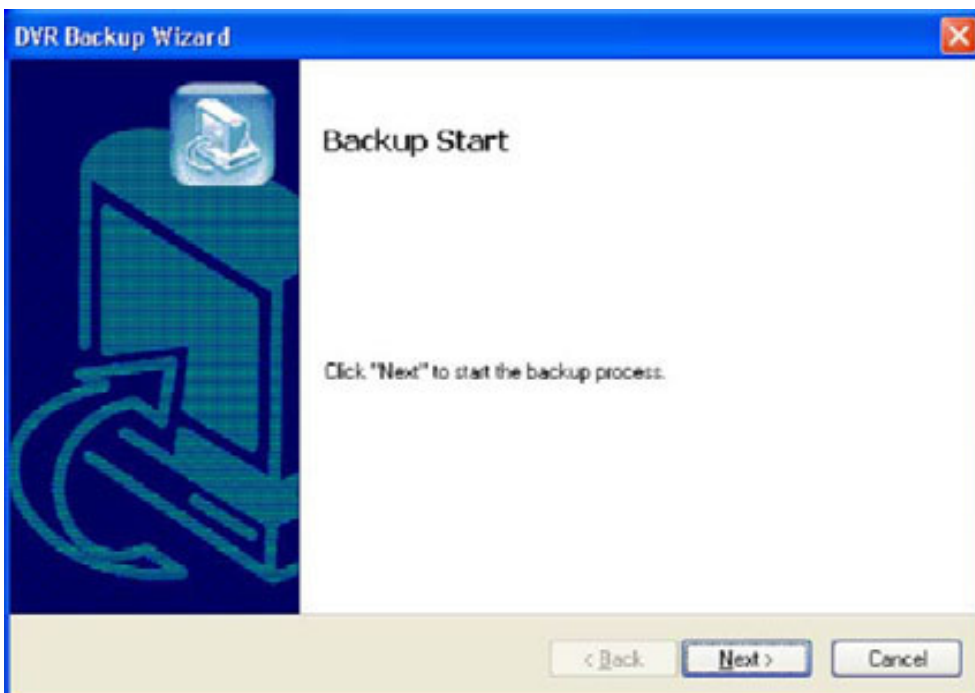 DVR Backup Wizard
Backup Start
Click "Next" to start the backup process.
< Back
Next >
Cancel